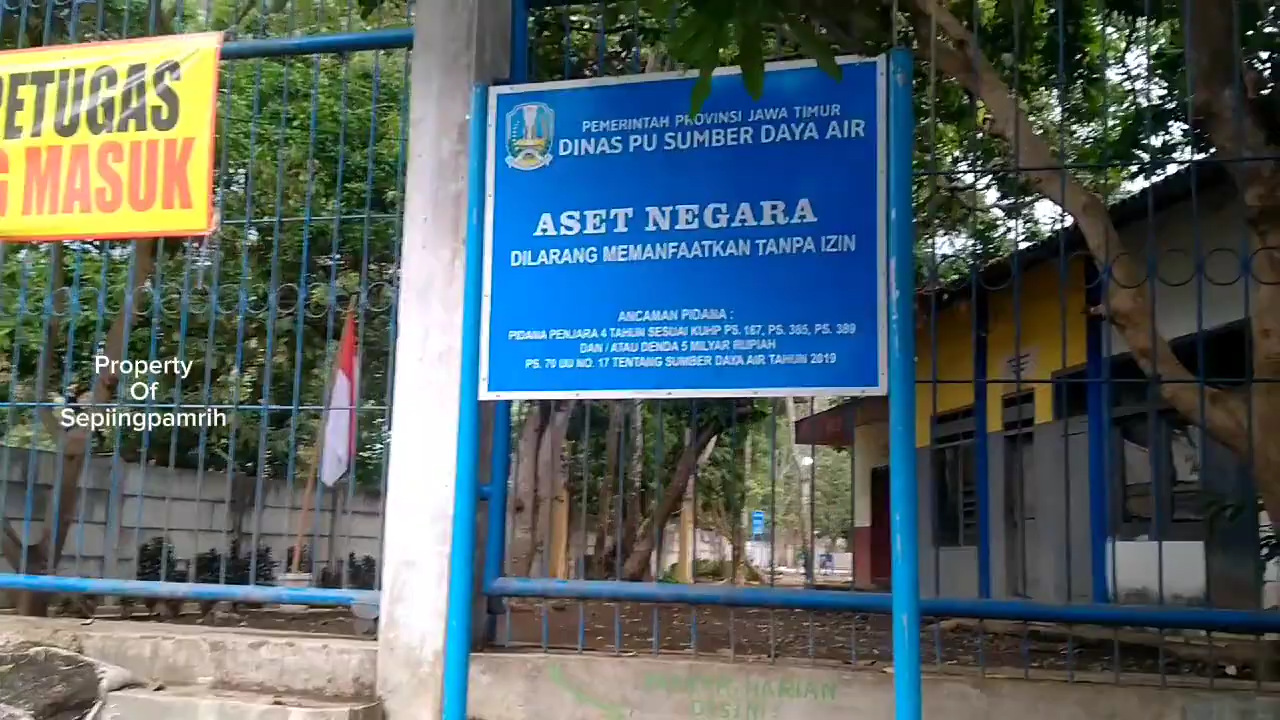 PETUGAS
G MASUK
PEMERINTAH PROVINSI JAWA TIMUR
DINAS PU SUMBER DAYA AIR
ASET NEGARA
DILARANG MEMANFAATKAN TANPA IZIN
ANCAMAN PIDANA :
PIDANA PENJARA 4 TAHUN SESUAI KUHP PS. 167, PS. 385, PS. 389
DAN / ATAU DENDA 5 MILYAR RUPIAH
PS. 70 UU NO. 17 TENTANG SUMBER DAYA AIR TAHUN 2019
Property
Of
Sepiingpamrih
HARIAN
DISINI